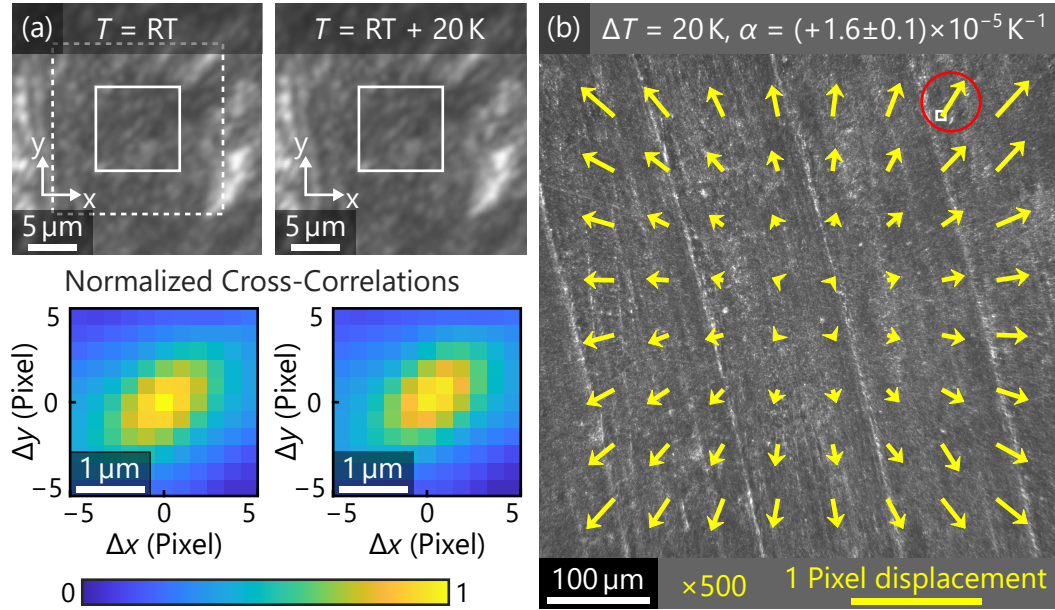 (a) T = RT
T = RT + 20 K
y
x
5 μm
y
x
5 μm
Normalized Cross-Correlations
5
0
−5
Δy (Pixel)
1 μm
−5 0 5
Δx (Pixel)
5
0
−5
Δy (Pixel)
1 μm
−5 0 5
Δx (Pixel)
0 1
(b) ΔT = 20 K, α = (+1.6±0.1)×10⁻⁵ K⁻¹
100 μm
×500
1 Pixel displacement